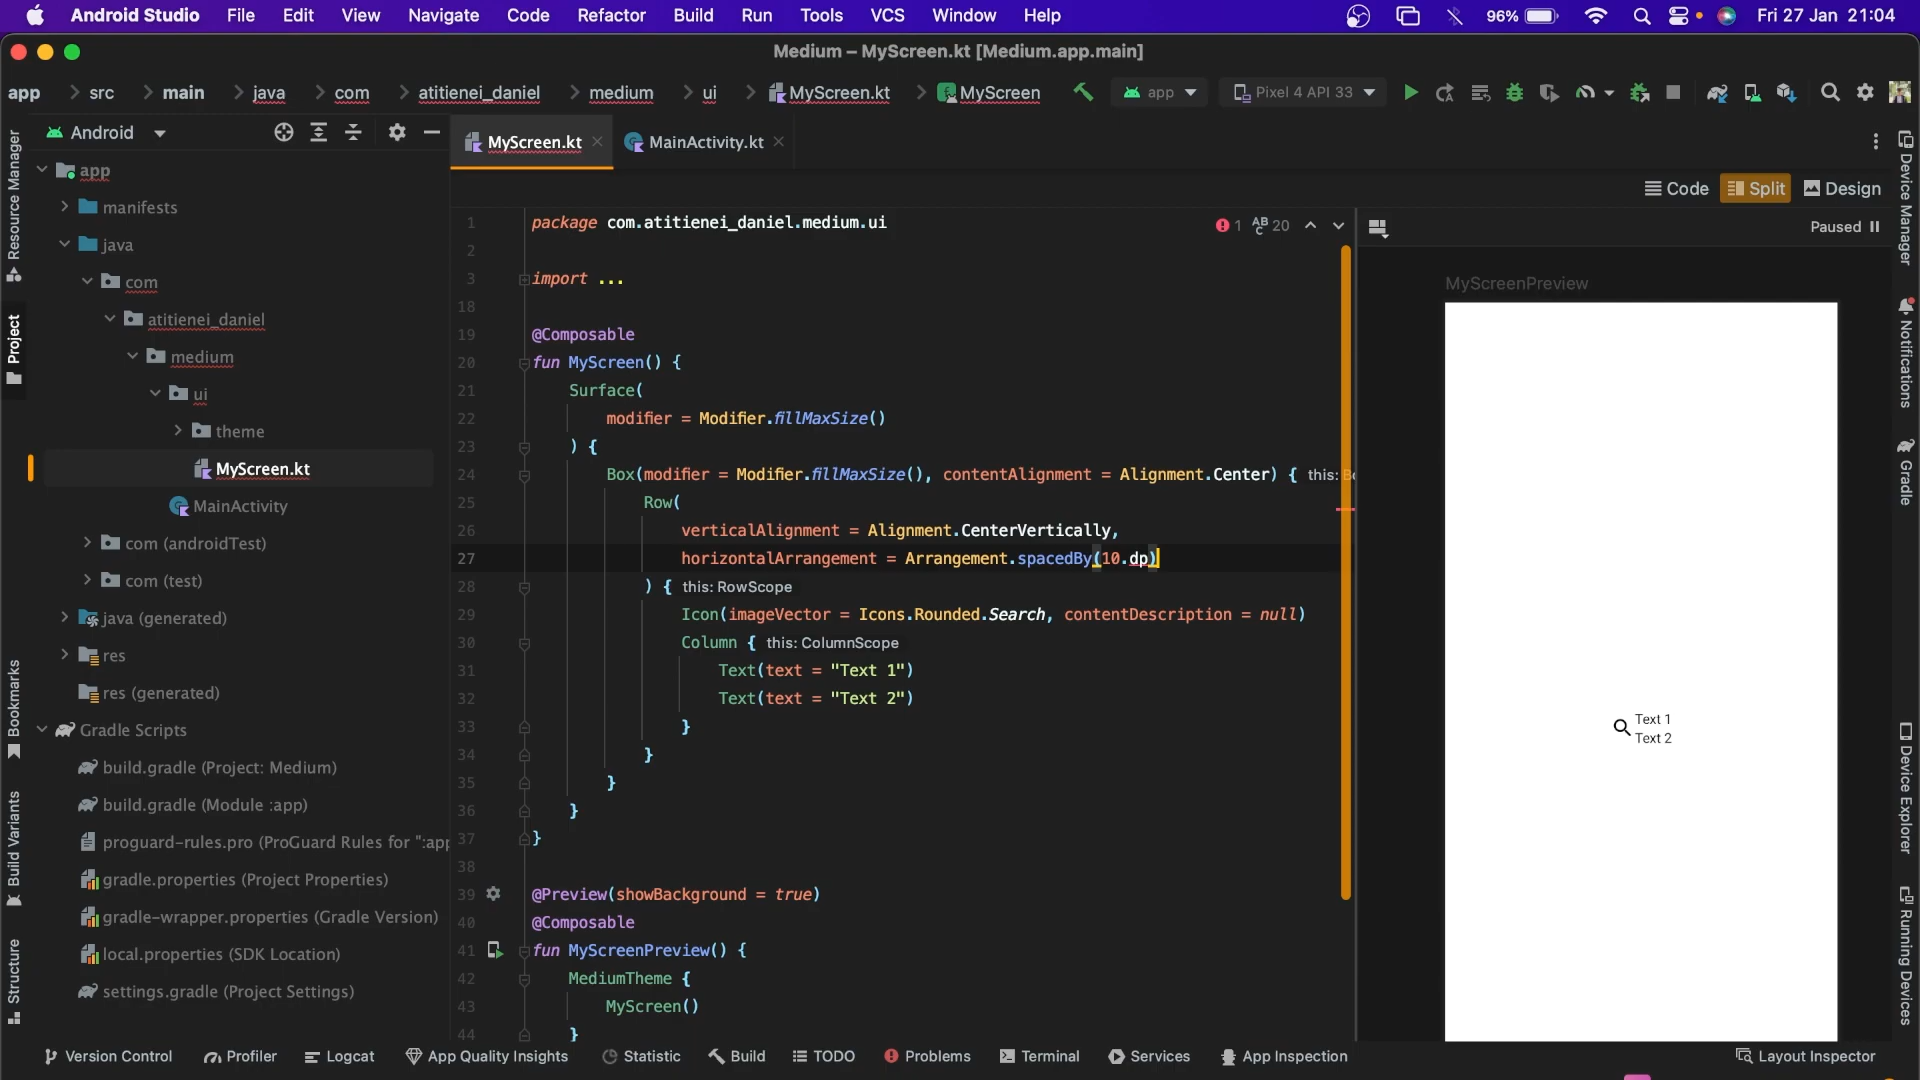 Android Studio File Edit View Navigate Code Refactor Build Run Tools VCS Window Help 96% Fri 27 Jan 21:04
Medium – MyScreen.kt [Medium.app.main]
app src main java com atitienei_daniel medium ui MyScreen.kt MyScreen app Pixel 4 API 33
Android
MyScreen.kt MainActivity.kt
Code Split Design
Resource Manager
Project
Bookmarks
Build Variants
Structure
app
manifests
java
com
atitienei_daniel
medium
ui
theme
MyScreen.kt
MainActivity
com (androidTest)
com (test)
java (generated)
res
res (generated)
Gradle Scripts
build.gradle (Project: Medium)
build.gradle (Module :app)
proguard-rules.pro (ProGuard Rules for ":app
gradle.properties (Project Properties)
gradle-wrapper.properties (Gradle Version)
local.properties (SDK Location)
settings.gradle (Project Settings)
1 package com.atitienei_daniel.medium.ui 1 20
2
3 import ...
18
19 @Composable
20 fun MyScreen() {
21 Surface(
22 modifier = Modifier.fillMaxSize()
23 ) {
24 Box(modifier = Modifier.fillMaxSize(), contentAlignment = Alignment.Center) { this: Bo
25 Row(
26 verticalAlignment = Alignment.CenterVertically,
27 horizontalArrangement = Arrangement.spacedBy(10.dp)
28 ) { this: RowScope
29 Icon(imageVector = Icons.Rounded.Search, contentDescription = null)
30 Column { this: ColumnScope
31 Text(text = "Text 1")
32 Text(text = "Text 2")
33 }
34 }
35 }
36 }
37 }
38
39 @Preview(showBackground = true)
40 @Composable
41 fun MyScreenPreview() {
42 MediumTheme {
43 MyScreen()
44 }
Paused
MyScreenPreview
Text 1
Text 2
Device Manager
Notifications
Gradle
Device Explorer
Running Devices
Version Control Profiler Logcat App Quality Insights Statistic Build TODO Problems Terminal Services App Inspection Layout Inspector